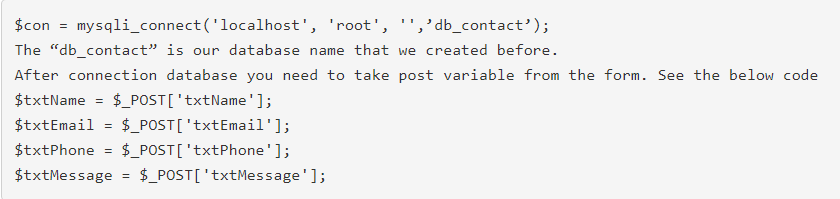 $con = mysqli_connect('localhost', 'root', '',’db_contact’);
The “db_contact” is our database name that we created before.
After connection database you need to take post variable from the form. See the below code
$txtName = $_POST['txtName'];
$txtEmail = $_POST['txtEmail'];
$txtPhone = $_POST['txtPhone'];
$txtMessage = $_POST['txtMessage'];